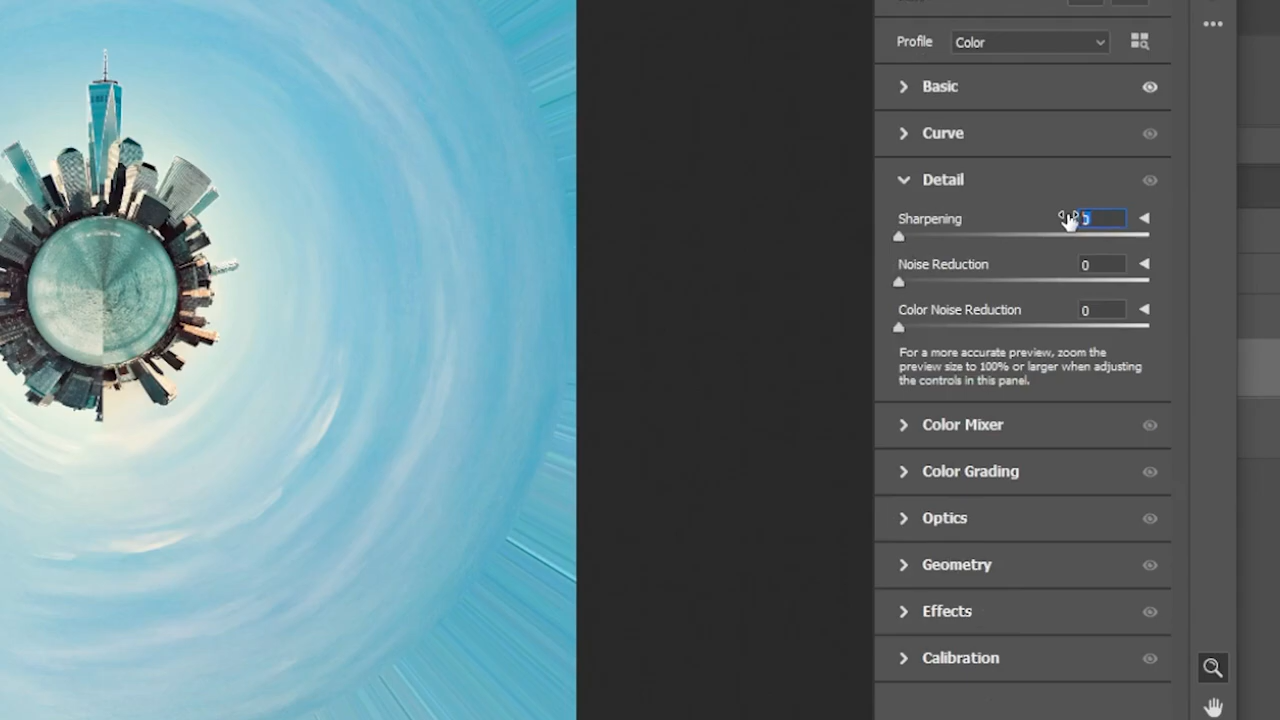 Profile
Color
Basic
Curve
Detail
Sharpening
Noise Reduction
0
Color Noise Reduction
0
For a more accurate preview, zoom the
preview size to 100% or larger when adjusting
the controls in this panel.
Color Mixer
Color Grading
Optics
Geometry
Effects
Calibration